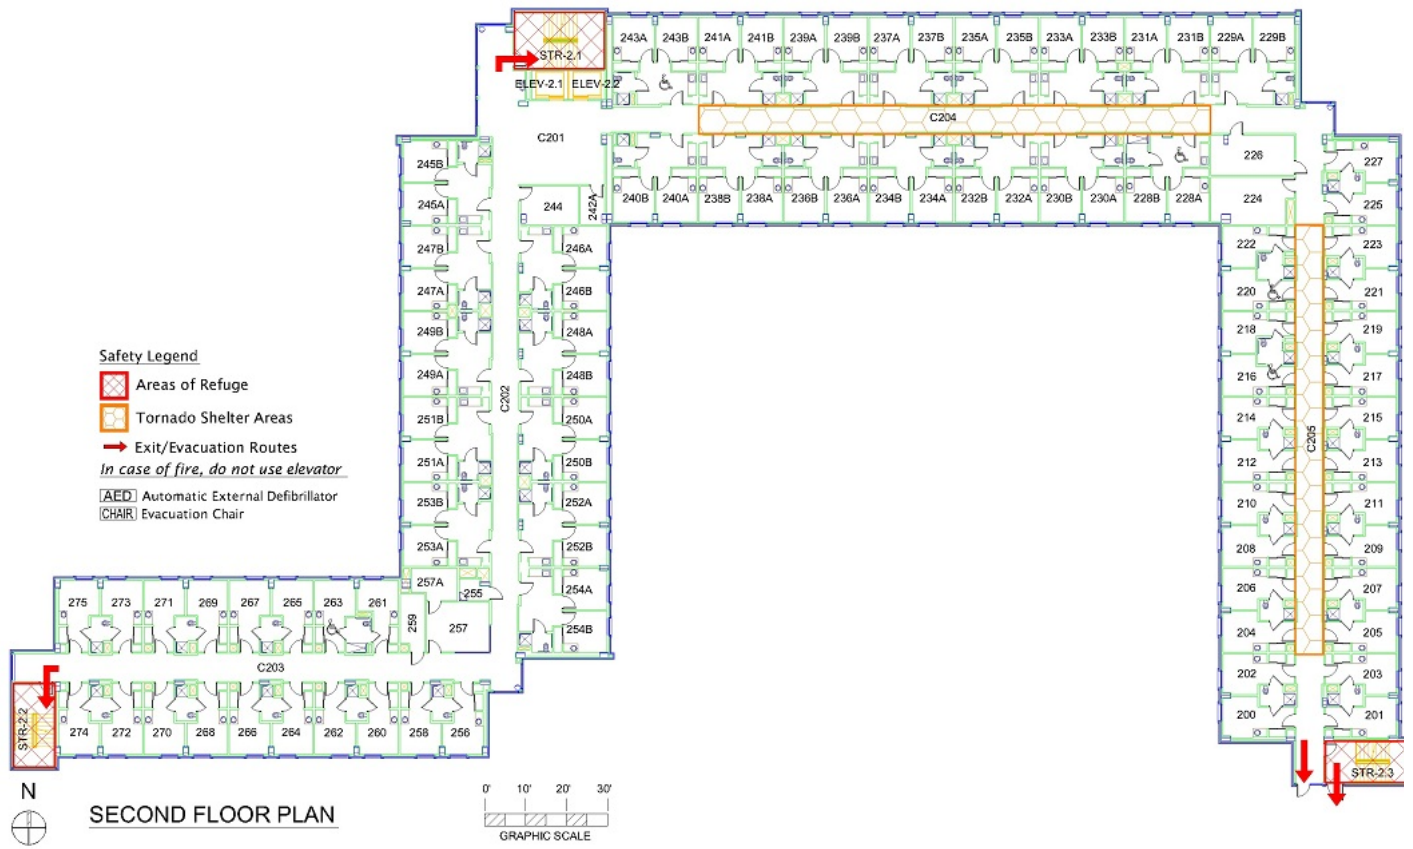 STR-2.1
ELEV-2.1 ELEV-2.2
243A 243B 241A 241B 239A 239B 237A 237B 235A 235B 233A 233B 231A 231B 229A 229B
C204
C201
226
227
245B
240B 240A 238B 238A 236B 236A 234B 234A 232B 232A 230B 230A 228B 228A
224
225
245A
244
242A
247B
246A
222
223
247A
246B
220
221
249B
248A
218
219
249A
248B
216
217
C202
251B
250A
214
215
C205
251A
250B
212
213
253B
252A
210
211
253A
252B
208
209
257A
255
254A
206
207
275 273 271 269 267 265 263 261
259
257
254B
204
205
C203
202
203
STR-2.2
274 272 270 268 266 264 262 260 258 256
200
201
STR-2.3
Safety Legend
Areas of Refuge
Tornado Shelter Areas
Exit/Evacuation Routes
In case of fire, do not use elevator
AED Automatic External Defibrillator
CHAIR Evacuation Chair
N
SECOND FLOOR PLAN
0' 10' 20' 30'
GRAPHIC SCALE